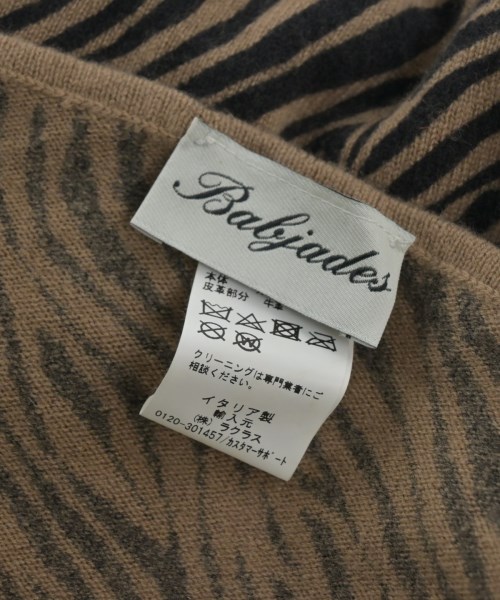 Babjades
本体
皮革部分 牛革
クリーニングは専門業者にご
相談ください。
イタリア製
輸入元
(株) ラクラス
0120-301457/カスタマーサポート